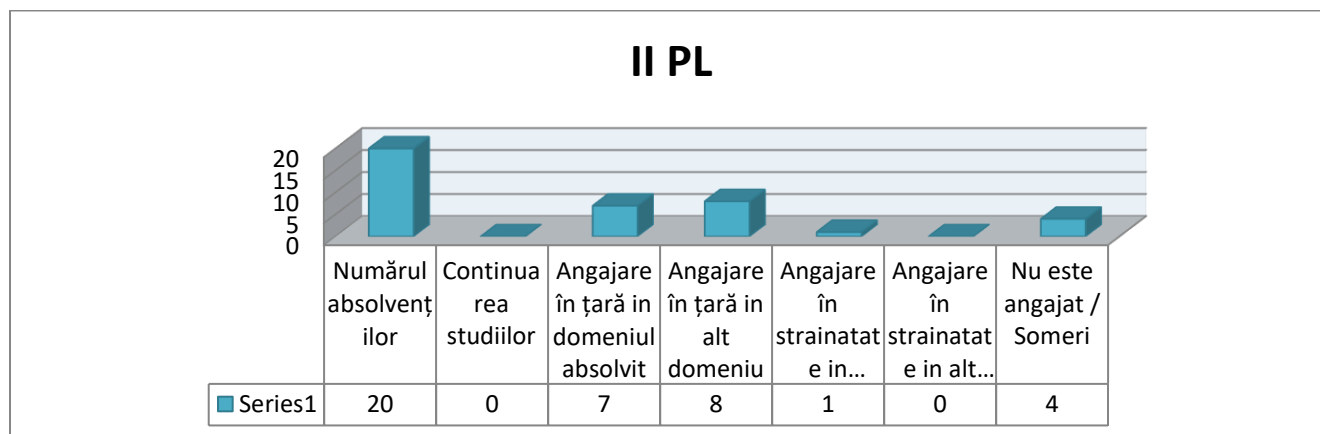 II PL
20
15
10
5
0
Numărul
absolvenț
ilor
Continua
rea
studiilor
Angajare
în țară in
domeniul
absolvit
Angajare
în țară in
alt
domeniu
Angajare
în
strainatat
e in...
Angajare
în
strainatat
e in alt...
Nu este
angajat /
Someri
Series1 20 0 7 8 1 0 4